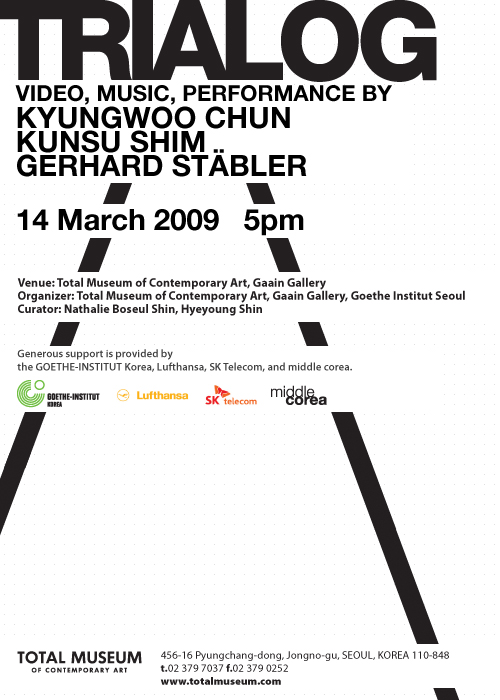 TRIALOG
VIDEO, MUSIC, PERFORMANCE BY
KYUNGWOO CHUN
KUNSU SHIM
GERHARD STÄBLER
14 March 2009 5pm
Venue: Total Museum of Contemporary Art, Gaain Gallery
Organizer: Total Museum of Contemporary Art, Gaain Gallery, Goethe Institut Seoul
Curator: Nathalie Boseul Shin, Hyeyoung Shin
Generous support is provided by
the GOETHE-INSTITUT Korea, Lufthansa, SK Telecom, and middle corea.
GOETHE-INSTITUT
KOREA
Lufthansa
SK telecom
middle
corea
TOTAL MUSEUM
OF CONTEMPORARY ART
456-16 Pyungchang-dong, Jongno-gu, SEOUL, KOREA 110-848
t.02 379 7037 f.02 379 0252
www.totalmuseum.com